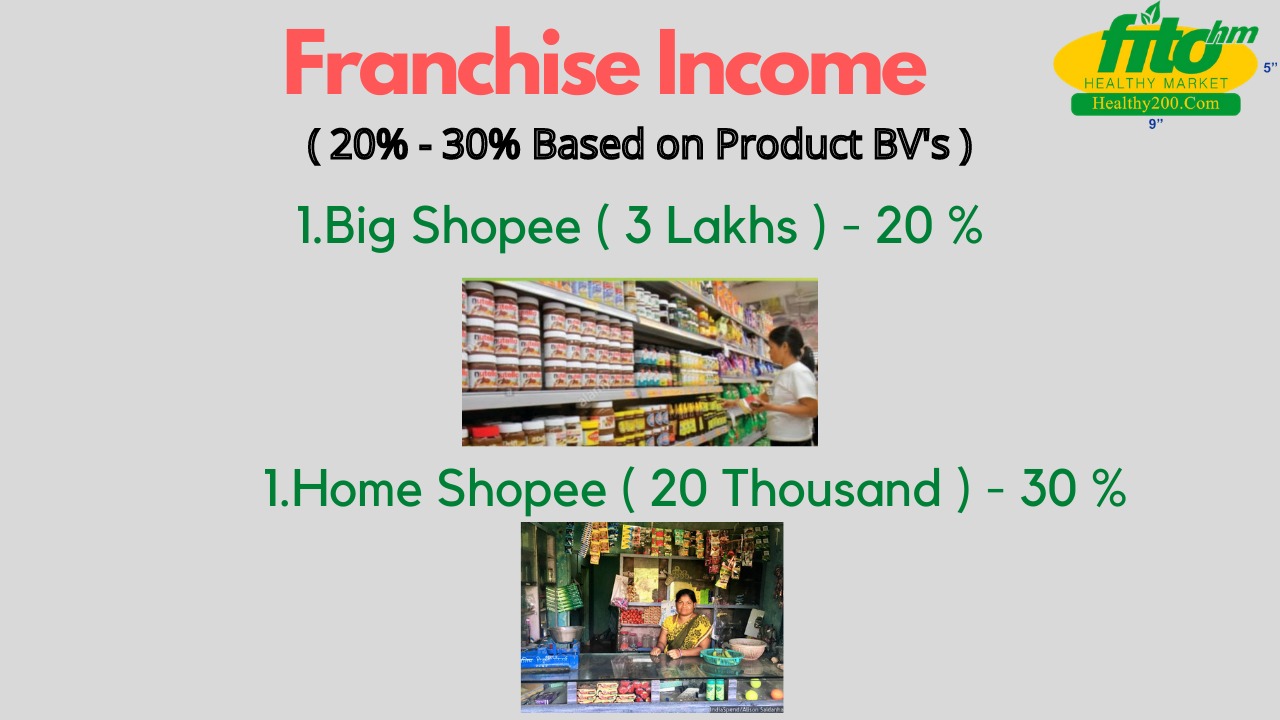 Franchise Income
fito hm
HEALTHY MARKET
Healthy200.Com
5”
9”
( 20% - 30% Based on Product BV's )
1.Big Shopee ( 3 Lakhs ) - 20 %
nutella
1.Home Shopee ( 20 Thousand ) - 30 %
IndiaSpend/Alison Saldanha